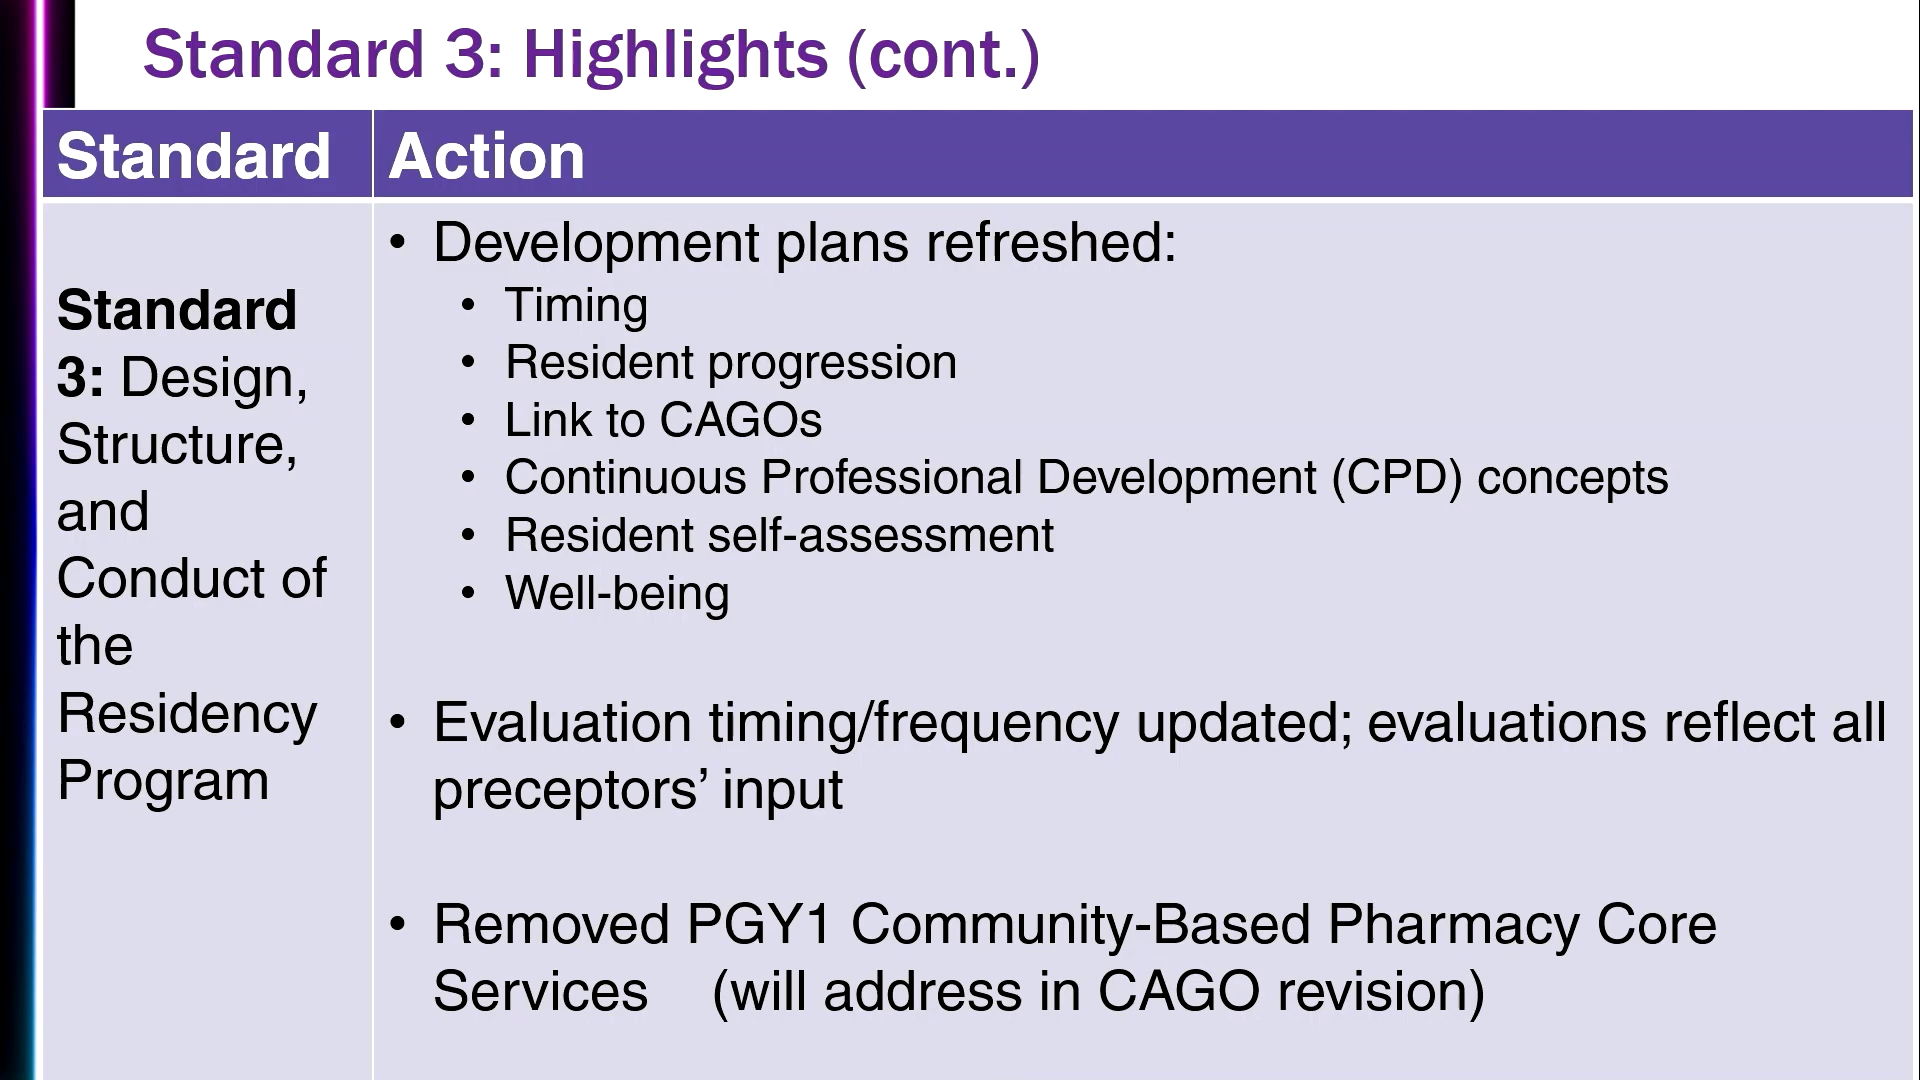 Standard 3: Highlights (cont.)
Standard
Action
Standard
3: Design,
Structure,
and
Conduct of
the
Residency
Program
• Development plans refreshed:
• Timing
• Resident progression
• Link to CAGOs
• Continuous Professional Development (CPD) concepts
• Resident self-assessment
• Well-being
• Evaluation timing/frequency updated; evaluations reflect all
preceptors’ input
• Removed PGY1 Community-Based Pharmacy Core
Services (will address in CAGO revision)